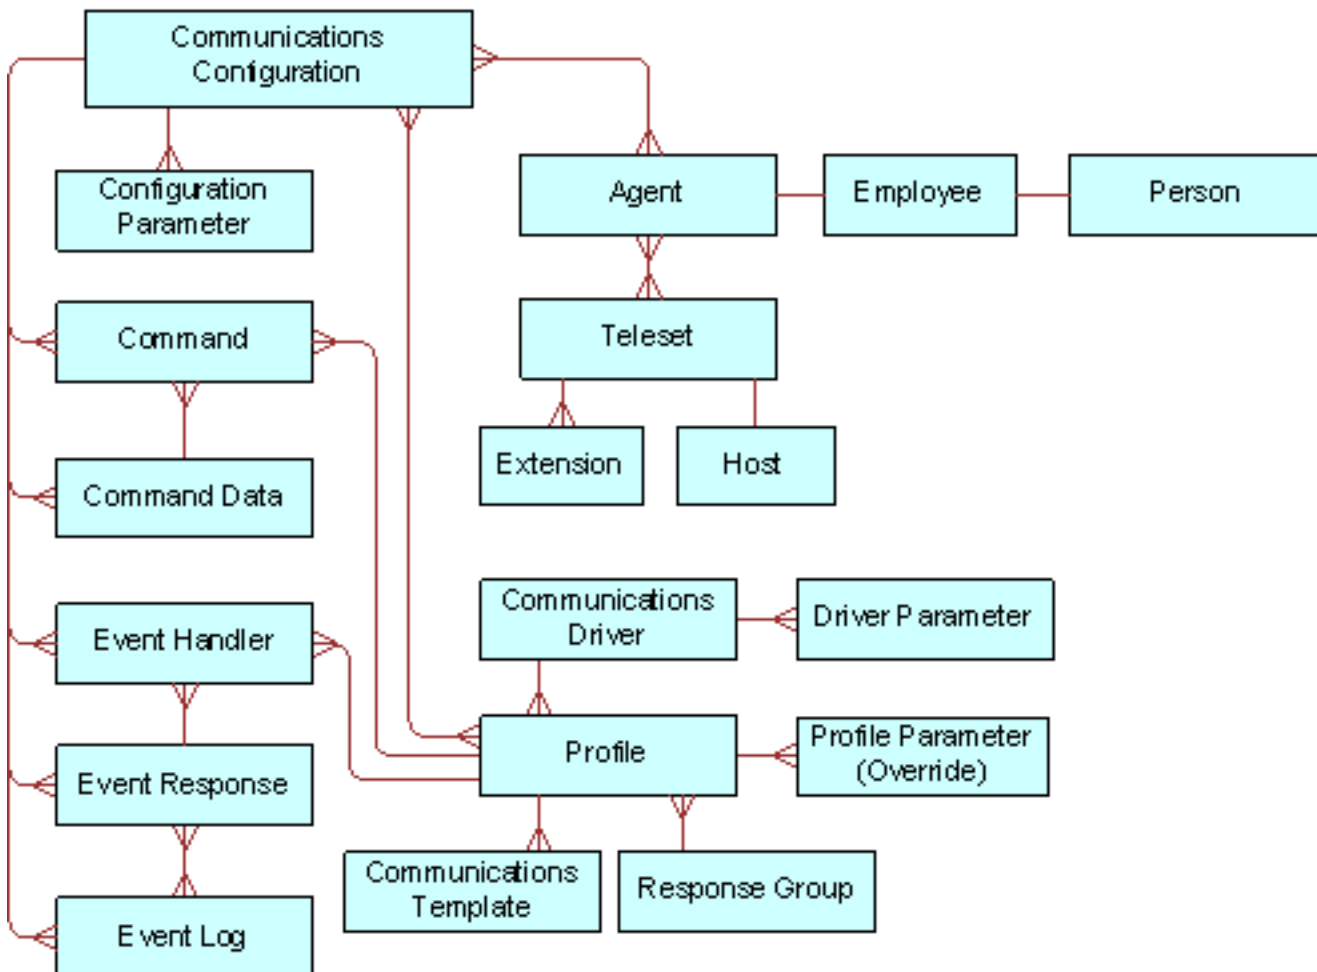 Communications
Configuration
Configuration
Parameter
Agent
Employee
Person
Command
Teleset
Extension
Host
Command Data
Communications
Driver
Driver Parameter
Event Handler
Profile
Profile Parameter
(Override)
Event Response
Communications
Template
Response Group
Event Log